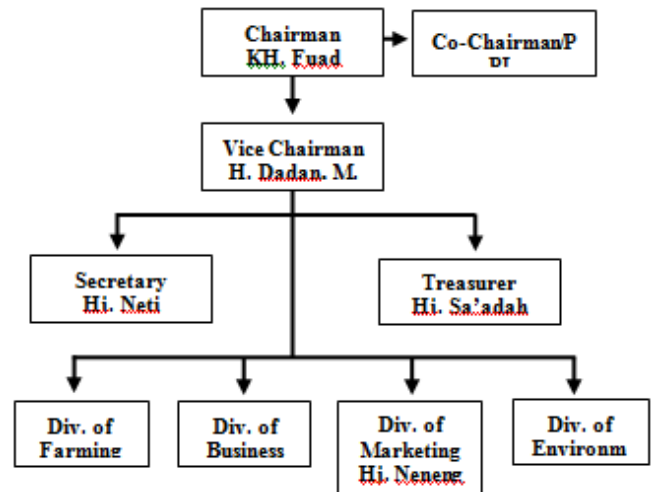 Chairman
KH. Fuad
Co-Chairman/P
Vice Chairman
H. Dadan. M.
Secretary
Hj. Neti
Treasurer
Hj. Sa’adah
Div. of
Farming
Div. of
Business
Div. of
Marketing
Hj. Neneng
Div. of
Environm